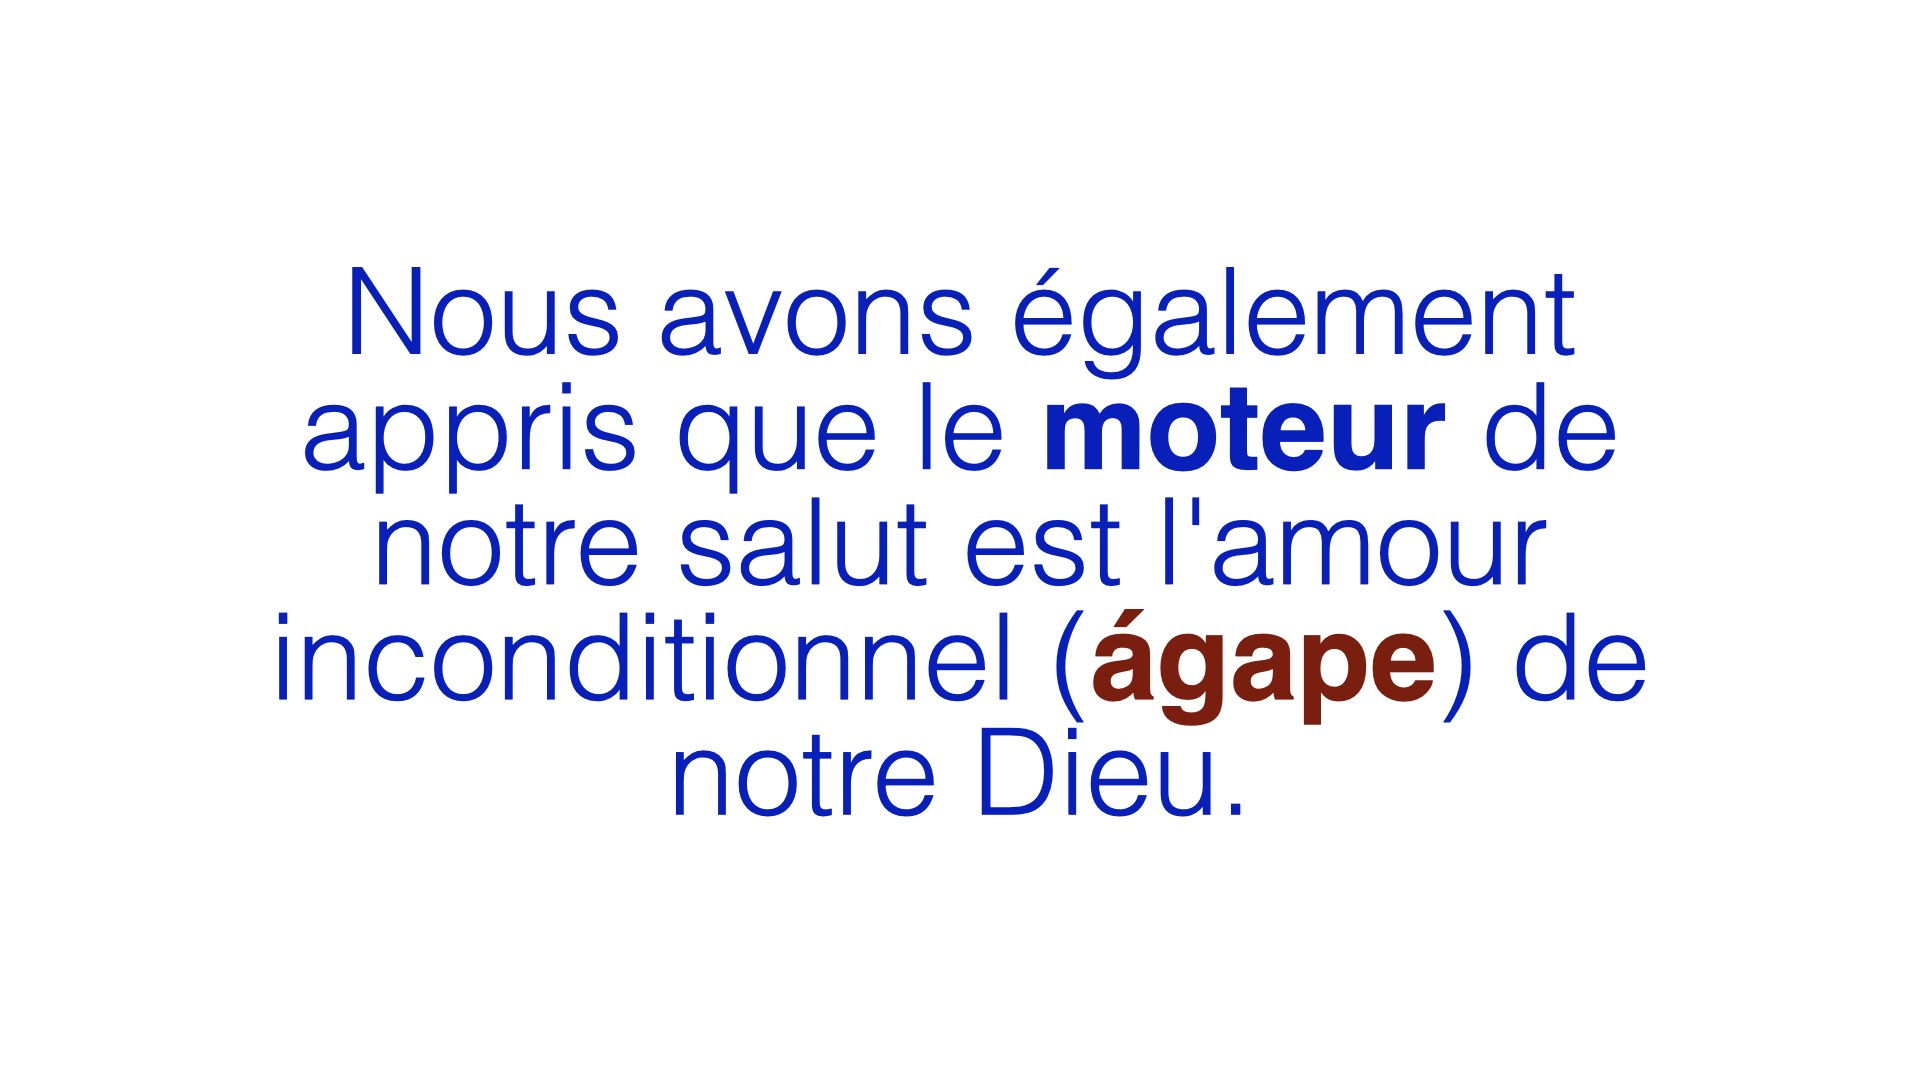 Nous avons également
appris que le moteur de
notre salut est l'amour
inconditionnel (ágape) de
notre Dieu.